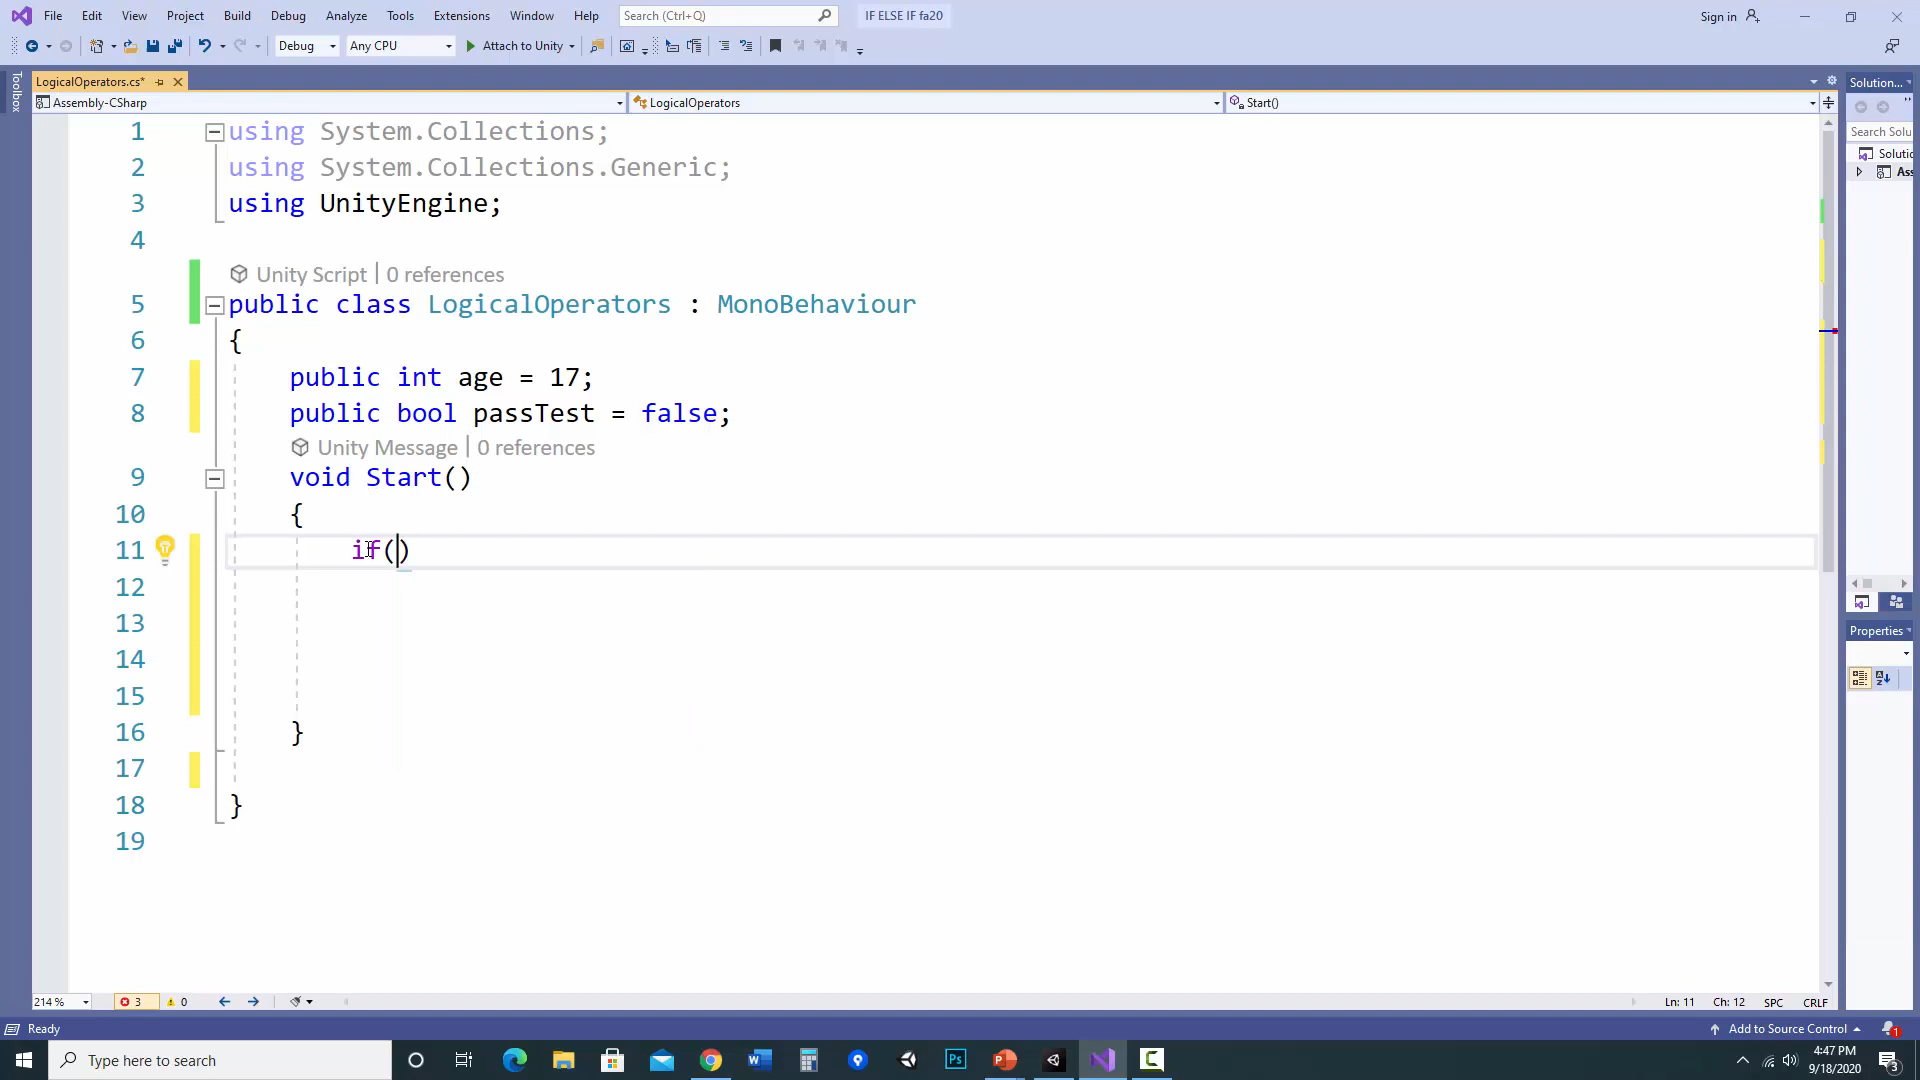 File Edit View Project Build Debug Analyze Tools Extensions Window Help Search (Ctrl+Q) IF ELSE IF fa20 Sign in
Debug Any CPU Attach to Unity
Toolbox
LogicalOperators.cs*
Solution...
Assembly-CSharp LogicalOperators Start()
Search Solu
Solutic
Ass
1 using System.Collections;
2 using System.Collections.Generic;
3 using UnityEngine;
4
Unity Script | 0 references
5 public class LogicalOperators : MonoBehaviour
6 {
7 public int age = 17;
8 public bool passTest = false;
Unity Message | 0 references
9 void Start()
10 {
11 if()
12
13
14
15
16 }
17
18 }
19
Properties
214 % 3 0 Ln: 11 Ch: 12 SPC CRLF
Ready Add to Source Control 1
Type here to search
4:47 PM
9/18/2020
3